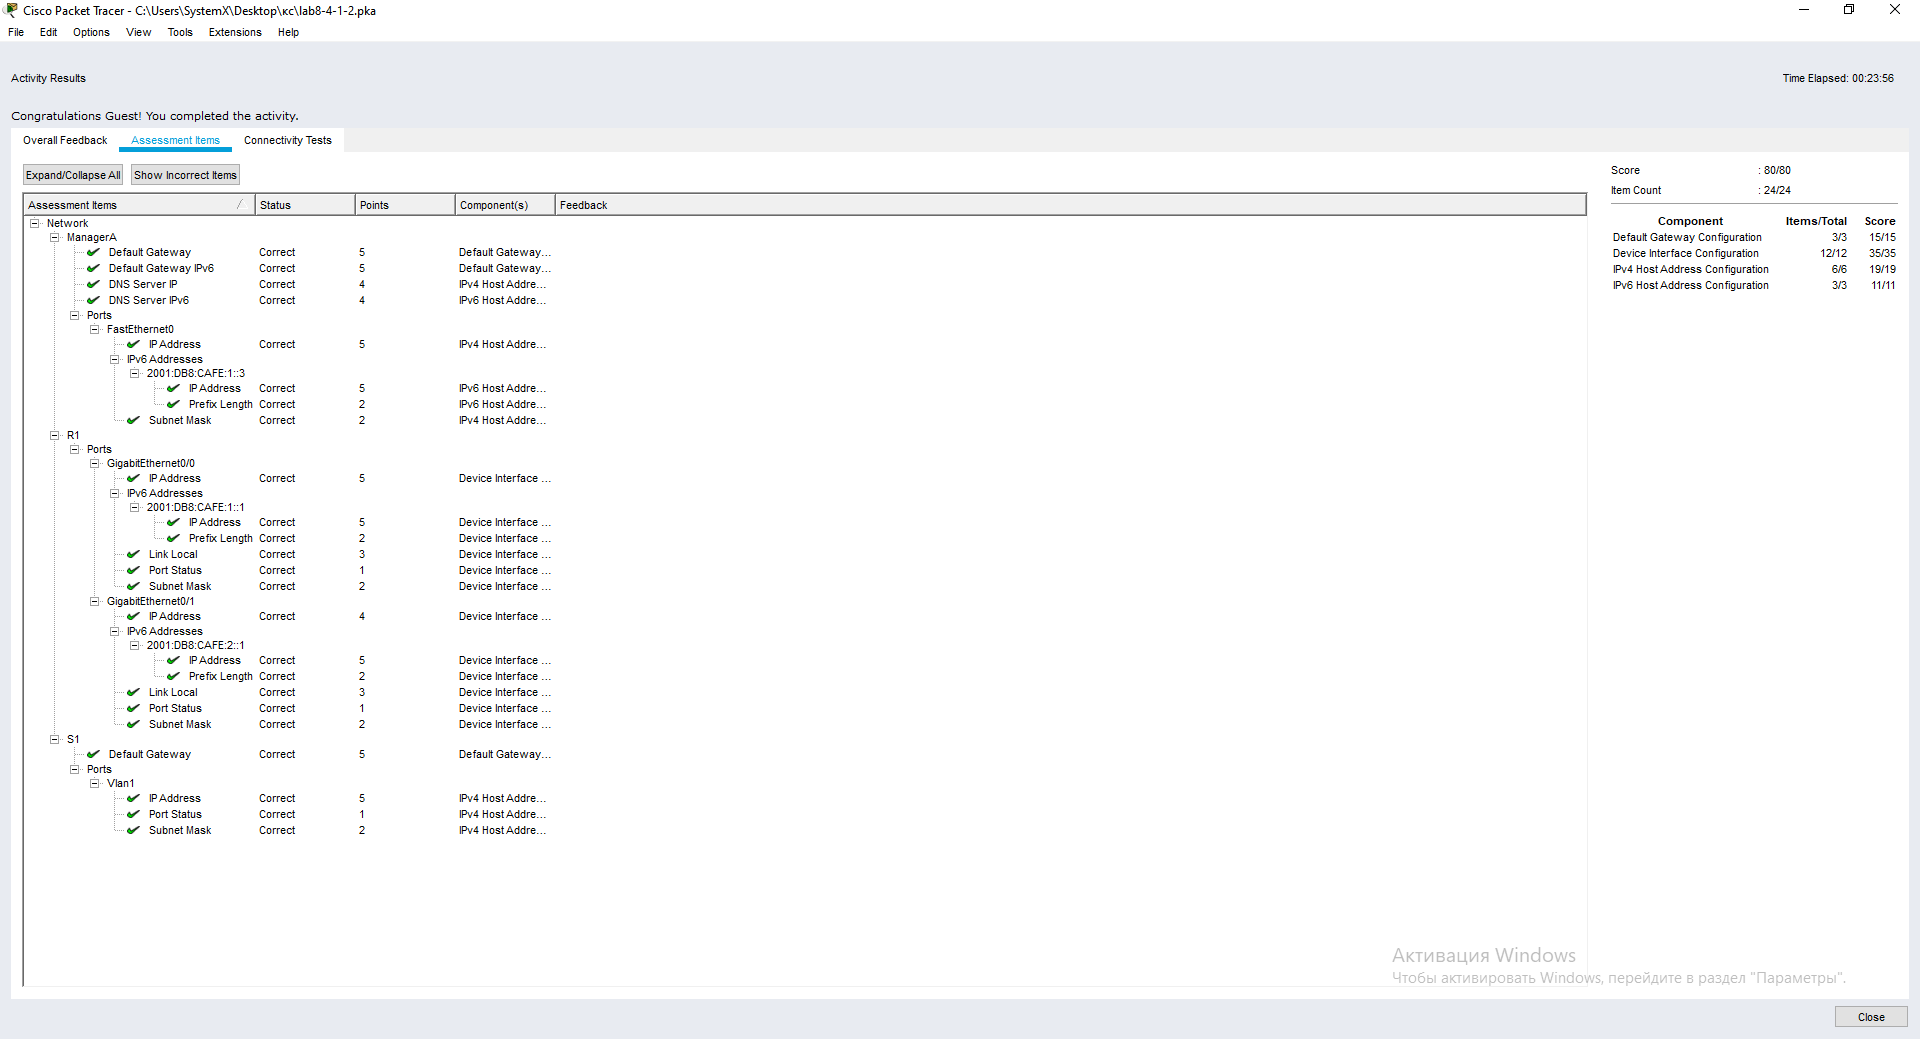 Cisco Packet Tracer - C:\Users\SystemX\Desktop\кс\lab8-4-1-2.pka
File Edit Options View Tools Extensions Help
Activity Results
Time Elapsed: 00:23:56
Congratulations Guest! You completed the activity.
Overall Feedback Assessment Items Connectivity Tests
Expand/Collapse All Show Incorrect Items
Assessment Items Status Points Component(s) Feedback
Network
ManagerA
Default Gateway Correct 5 Default Gateway...
Default Gateway IPv6 Correct 5 Default Gateway...
DNS Server IP Correct 4 IPv4 Host Addre...
DNS Server IPv6 Correct 4 IPv6 Host Addre...
Ports
FastEthernet0
IP Address Correct 5 IPv4 Host Addre...
IPv6 Addresses
2001:DB8:CAFE:1::3
IP Address Correct 5 IPv6 Host Addre...
Prefix Length Correct 2 IPv6 Host Addre...
Subnet Mask Correct 2 IPv4 Host Addre...
R1
Ports
GigabitEthernet0/0
IP Address Correct 5 Device Interface ...
IPv6 Addresses
2001:DB8:CAFE:1::1
IP Address Correct 5 Device Interface ...
Prefix Length Correct 2 Device Interface ...
Link Local Correct 3 Device Interface ...
Port Status Correct 1 Device Interface ...
Subnet Mask Correct 2 Device Interface ...
GigabitEthernet0/1
IP Address Correct 4 Device Interface ...
IPv6 Addresses
2001:DB8:CAFE:2::1
IP Address Correct 5 Device Interface ...
Prefix Length Correct 2 Device Interface ...
Link Local Correct 3 Device Interface ...
Port Status Correct 1 Device Interface ...
Subnet Mask Correct 2 Device Interface ...
S1
Default Gateway Correct 5 Default Gateway...
Ports
Vlan1
IP Address Correct 5 IPv4 Host Addre...
Port Status Correct 1 IPv4 Host Addre...
Subnet Mask Correct 2 IPv4 Host Addre...
Score : 80/80
Item Count : 24/24
Component Items/Total Score
Default Gateway Configuration 3/3 15/15
Device Interface Configuration 12/12 35/35
IPv4 Host Address Configuration 6/6 19/19
IPv6 Host Address Configuration 3/3 11/11
Активация Windows
Чтобы активировать Windows, перейдите в раздел "Параметры".
Close